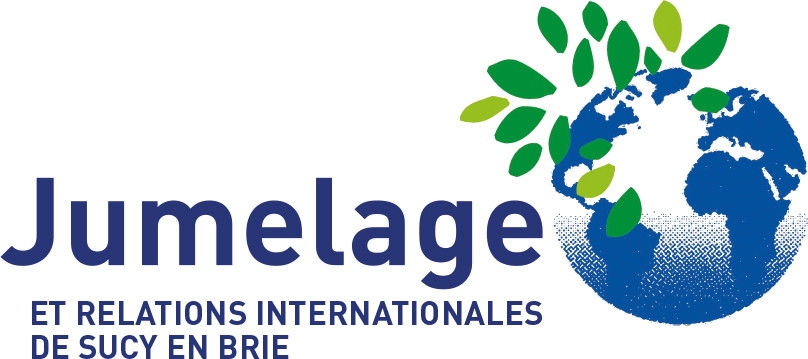 Jumelage
ET RELATIONS INTERNATIONALES
DE SUCY EN BRIE